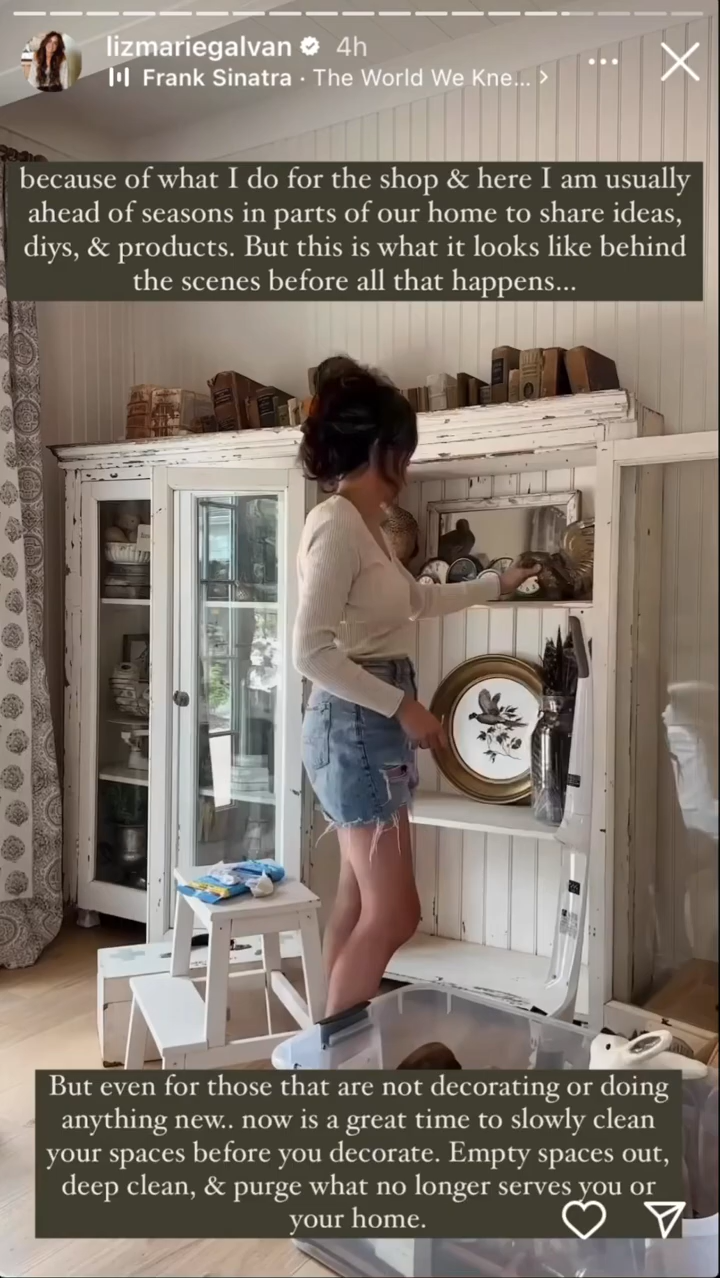 lizmariegalvan 4h
Frank Sinatra · The World We Kne... >
because of what I do for the shop & here I am usually
ahead of seasons in parts of our home to share ideas,
diys, & products. But this is what it looks like behind
the scenes before all that happens...
But even for those that are not decorating or doing
anything new.. now is a great time to slowly clean
your spaces before you decorate. Empty spaces out,
deep clean, & purge what no longer serves you or
your home.